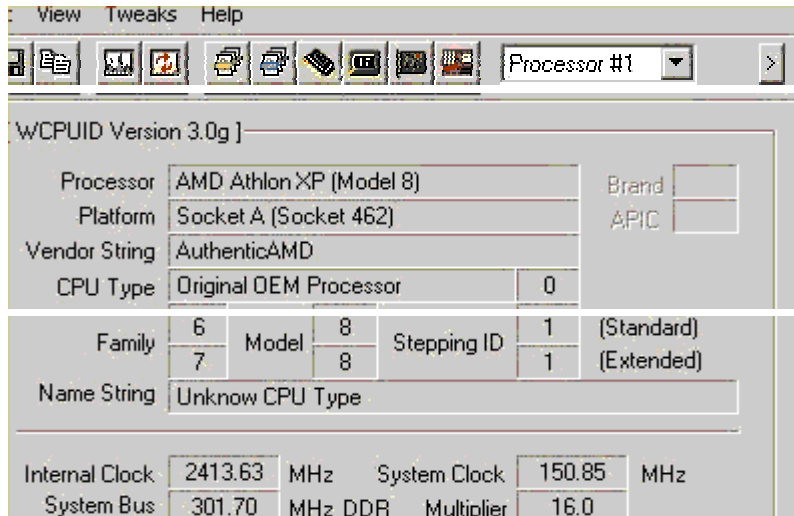 View Tweaks Help
Processor #1 >
[ WCPUID Version 3.0g ]
Processor AMD Athlon XP (Model 8) Brand
Platform Socket A (Socket 462) APIC
Vendor String AuthenticAMD
CPU Type Original OEM Processor 0
6 8 1 (Standard)
Family Model Stepping ID
7 8 1 (Extended)
Name String Unknow CPU Type
Internal Clock 2413.63 MHz System Clock 150.85 MHz
System Bus 301.70 MHz DDR Multiplier 16.0